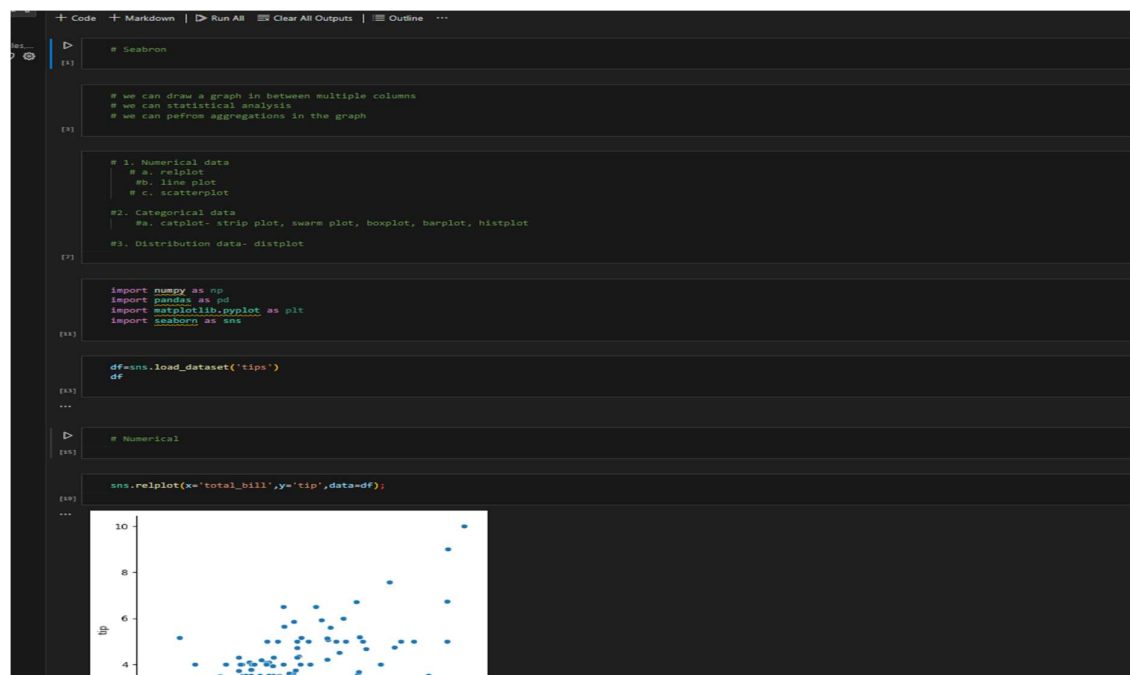 + Code + Markdown | Run All Clear All Outputs | Outline ...
les,...
# Seabron
[1]
# we can draw a graph in between multiple columns
# we can statistical analysis
# we can pefrom aggregations in the graph
[3]
# 1. Numerical data
# a. relplot
#b. line plot
# c. scatterplot
#2. Categorical data
#a. catplot- strip plot, swarm plot, boxplot, barplot, histplot
#3. Distribution data- distplot
[7]
import numpy as np
import pandas as pd
import matplotlib.pyplot as plt
import seaborn as sns
[11]
df=sns.load_dataset('tips')
df
[13]
...
# Numerical
[15]
sns.relplot(x='total_bill',y='tip',data=df);
...
10
8
6
tip
4